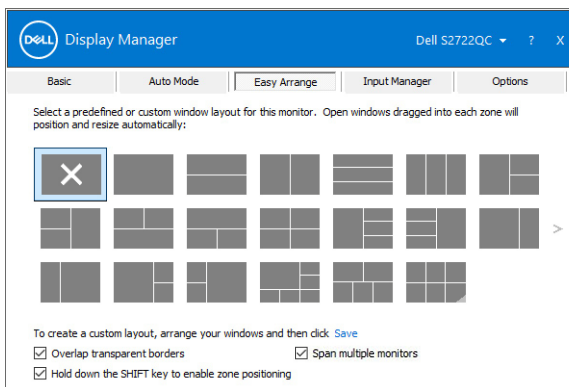 DELL Display Manager Dell S2722QC ? X
Basic Auto Mode Easy Arrange Input Manager Options
Select a predefined or custom window layout for this monitor. Open windows dragged into each zone will
position and resize automatically:
>
To create a custom layout, arrange your windows and then click Save
Overlap transparent borders Span multiple monitors
Hold down the SHIFT key to enable zone positioning